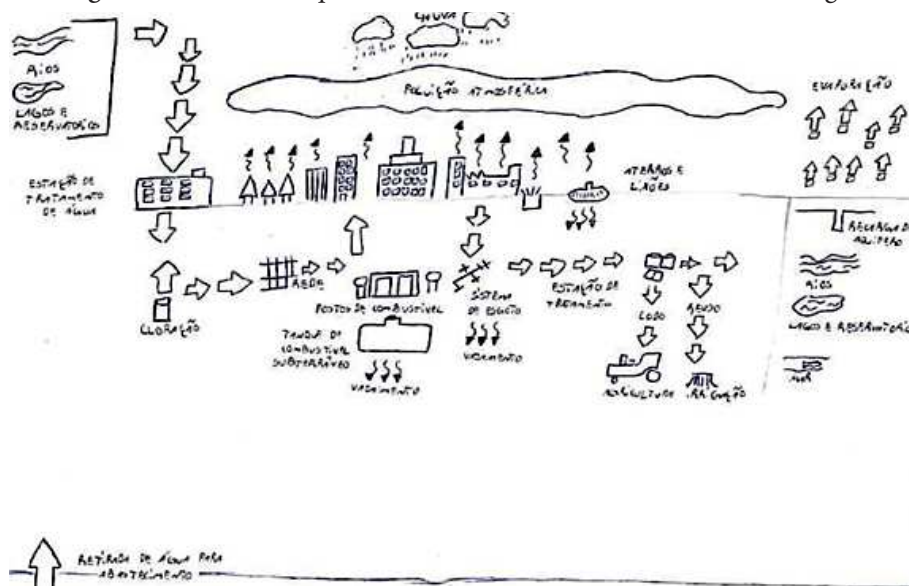 CHUVA
RIOS
LAGOS E
RESERVATÓRIOS
POLUIÇÃO ATMOSFÉRICA
EVAPORAÇÃO
ESTAÇÃO DE
TRATAMENTO
DE ÁGUA
ATERROS E
LIXÕES
RECARGA DE
AQUÍFERO
REDE
CLORAÇÃO
POSTOS DE COMBUSTÍVEL
TANQUE DE
COMBUSTÍVEL
SUBTERRÂNEO
VAZAMENTO
SISTEMA
DE ESGOTO
VAZAMENTO
ESTAÇÃO DE
TRATAMENTO
LODO
REUSO
AGRICULTURA
IRRIGAÇÃO
RIOS
LAGOS E RESERVATÓRIO
MAR
RETIRADA DE ÁGUA PARA
ABASTECIMENTO